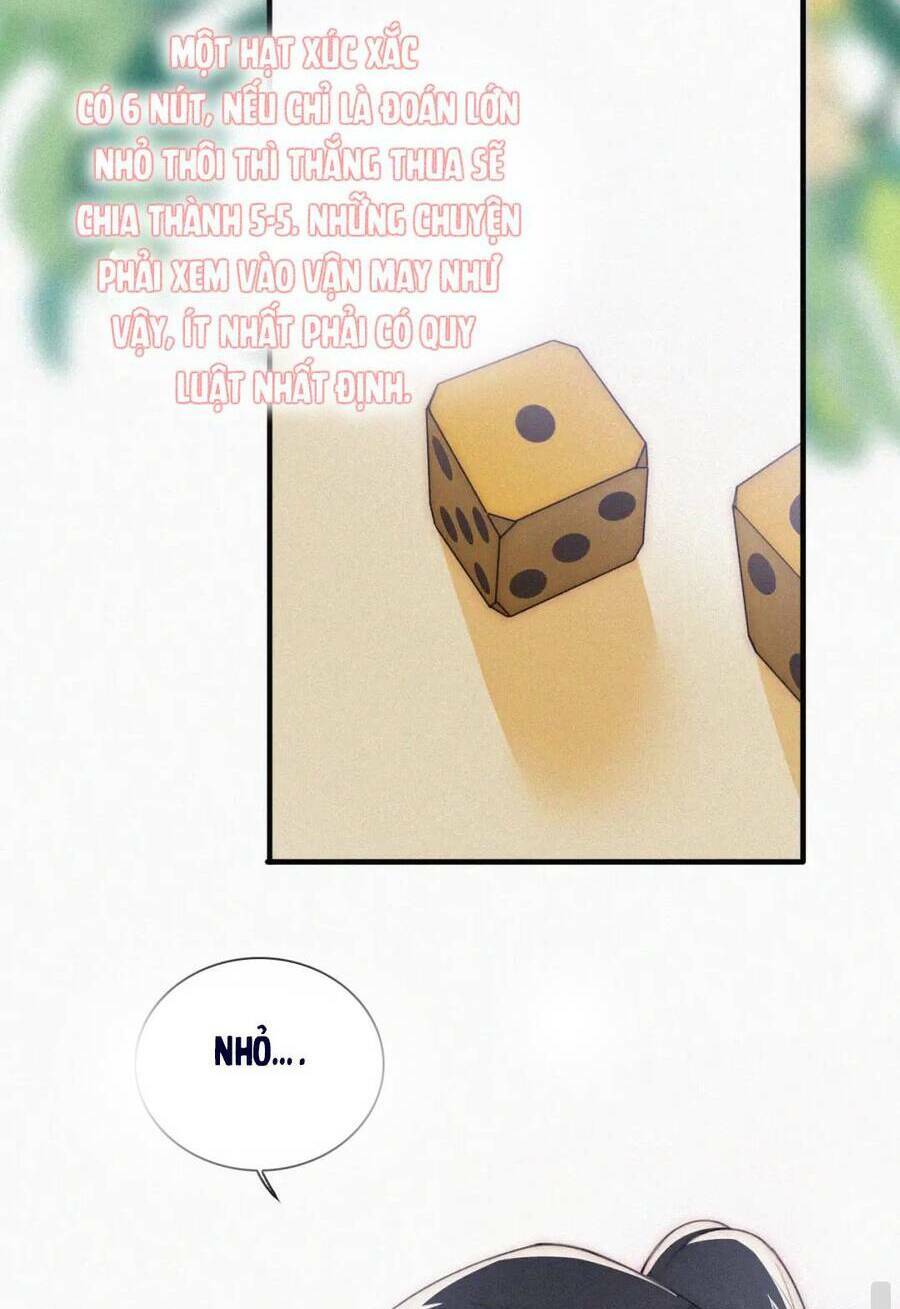 MỘT HẠT XÚC XẮC
CÓ 6 NÚT, NẾU CHỈ LÀ ĐOÁN LỚN
NHỎ THÔI THÌ THẮNG THUA SẼ
CHIA THÀNH 5-5. NHỮNG CHUYỆN
PHẢI XEM VÀO VẬN MAY NHƯ
VẬY, ÍT NHẤT PHẢI CÓ QUY
LUẬT NHẤT ĐỊNH.
NHỎ....